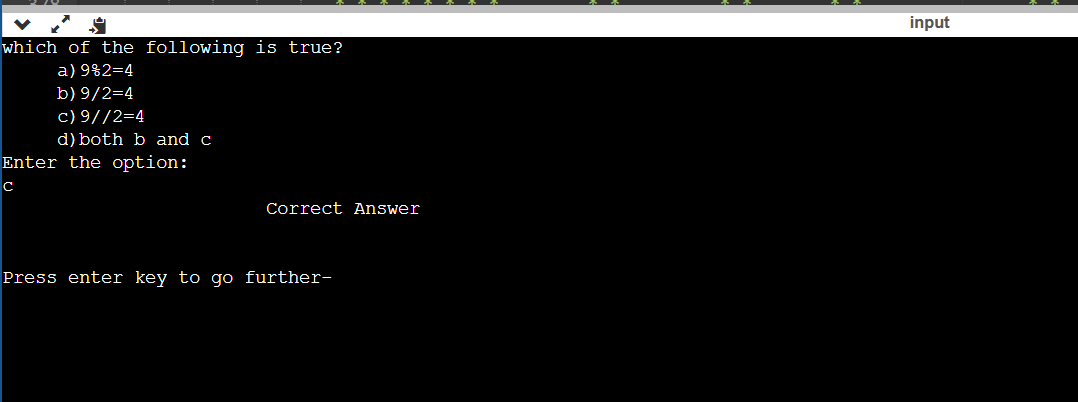 input
which of the following is true?
a)9%2=4
b)9/2=4
c)9//2=4
d)both b and c
Enter the option:
c
Correct Answer
Press enter key to go further-